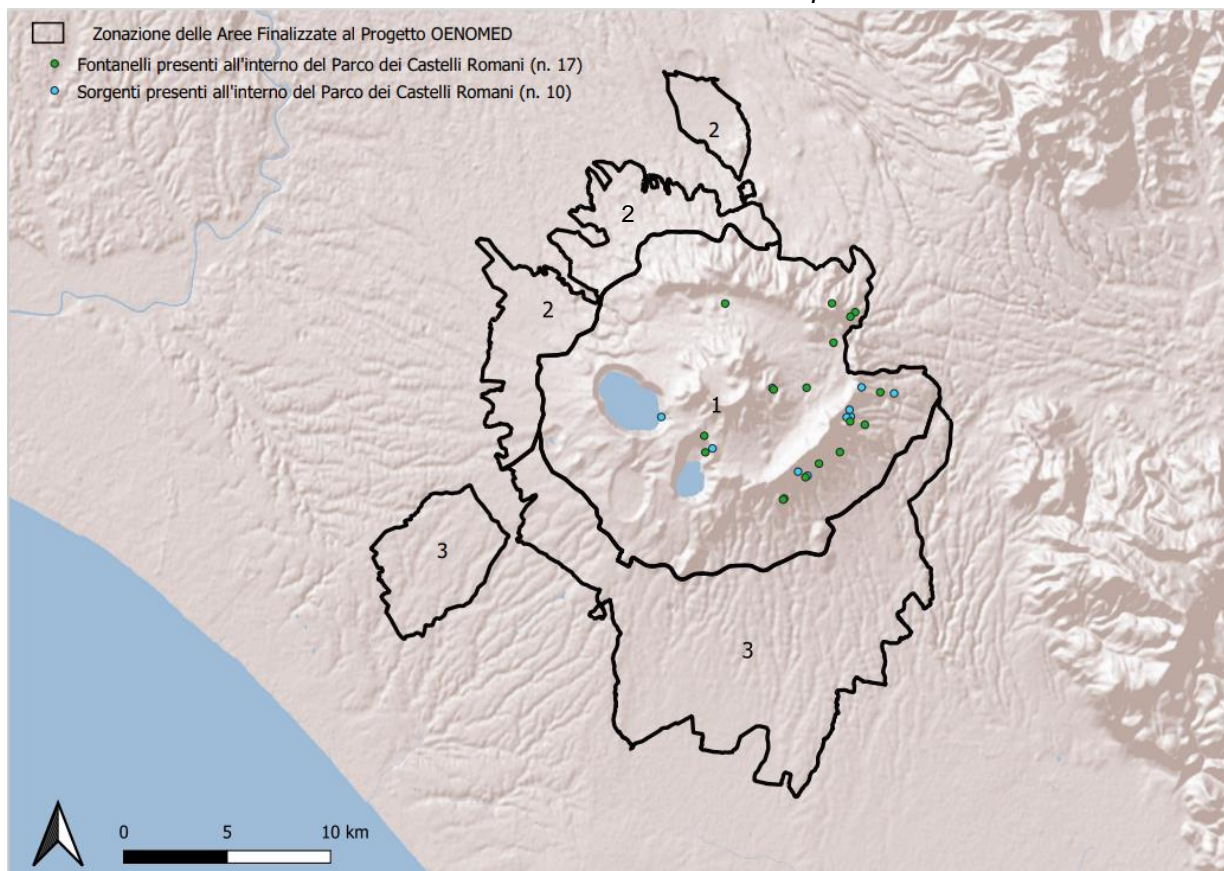 Zonazione delle Aree Finalizzate al Progetto OENOMED
Fontanelli presenti all'interno del Parco dei Castelli Romani (n. 17)
Sorgenti presenti all'interno del Parco dei Castelli Romani (n. 10)
2
2
2
1
3
3
0 5 10 km